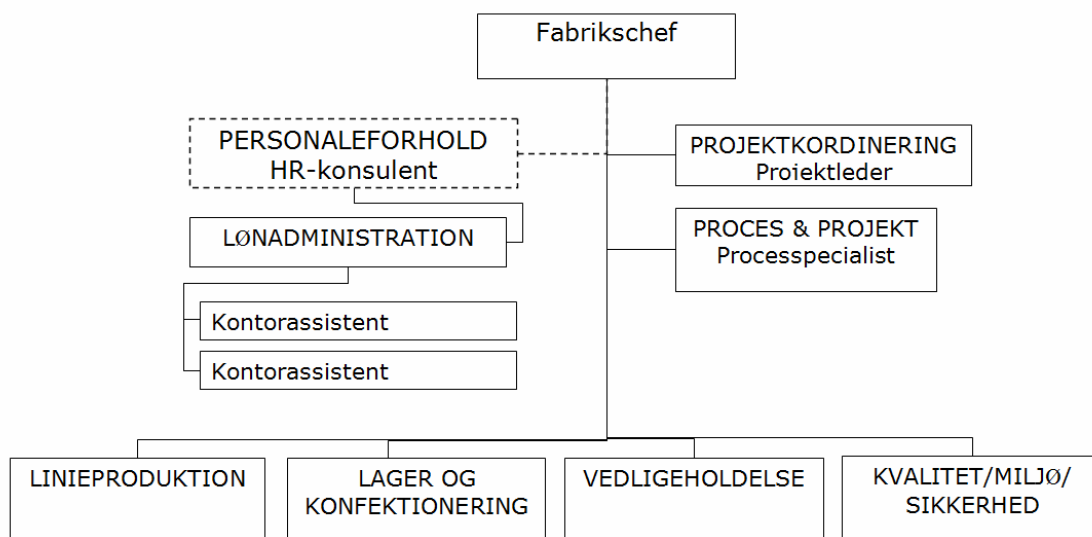 Fabrikschef
PERSONALEFORHOLD
HR-konsulent
PROJEKTKORDINERING
Projektleder
LØNADMINISTRATION
PROCES & PROJEKT
Processpecialist
Kontorassistent
Kontorassistent
LINIEPRODUKTION
LAGER OG
KONFEKTIONERING
VEDLIGEHOLDELSE
KVALITET/MILJØ/
SIKKERHED